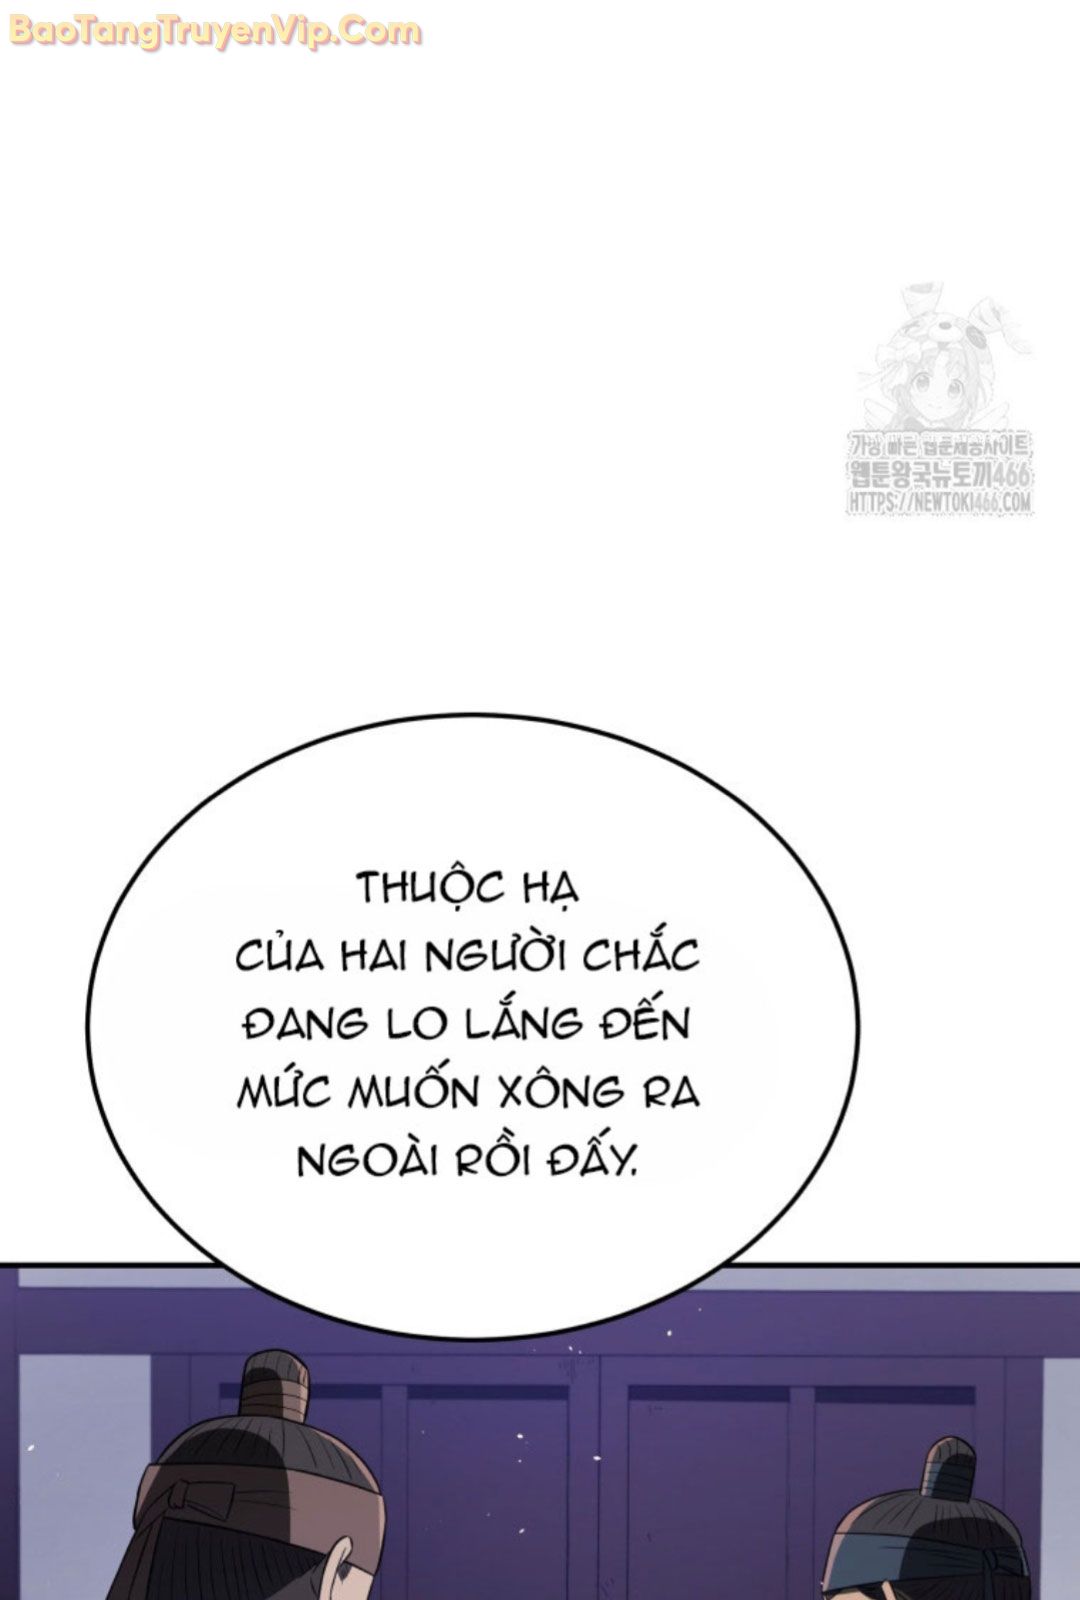 BaoTangTruyenVip.Com
가장 빠른 웹툰제공사이트
웹툰왕국뉴토끼466
HTTPS://NEWTOKI466.COM
THUỘC HẠ
CỦA HAI NGƯỜI CHẮC
ĐANG LO LẮNG ĐẾN
MỨC MUỐN XÔNG RA
NGOÀI RỒI ĐẤY.